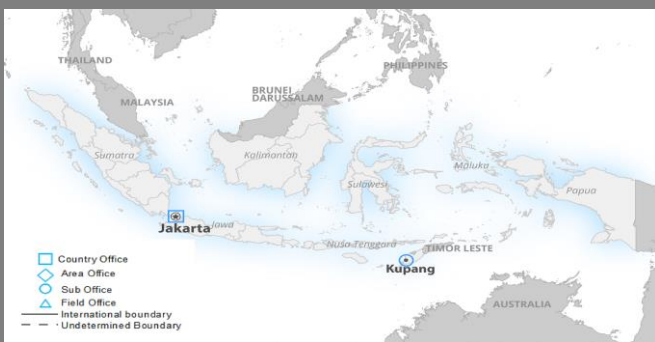 THAILAND
PHILIPPINES
BRUNEI
DARUSSALAM
MALAYSIA
Sumatra
Kalimantan
Sulawesi
Maluku
Papua
Jakarta
Jawa
Nusa Tenggara
TIMOR LESTE
Kupang
AUSTRALIA
Country Office
Area Office
Sub Office
Field Office
International boundary
Undetermined Boundary